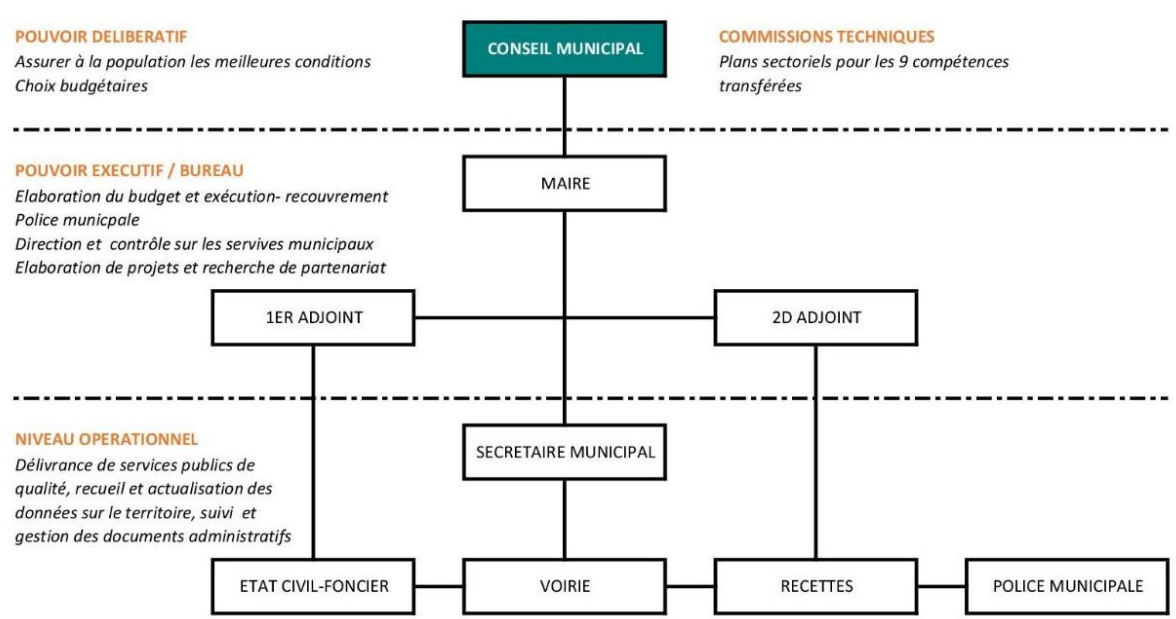 POUVOIR DELIBERATIF
Assurer à la population les meilleures conditions
Choix budgétaires
CONSEIL MUNICIPAL
COMMISSIONS TECHNIQUES
Plans sectoriels pour les 9 compétences
transférées
POUVOIR EXECUTIF / BUREAU
Elaboration du budget et exécution- recouvrement
Police municpale
Direction et contrôle sur les servives municipaux
Elaboration de projets et recherche de partenariat
MAIRE
1ER ADJOINT
2D ADJOINT
NIVEAU OPERATIONNEL
Délivrance de services publics de
qualité, recueil et actualisation des
données sur le territoire, suivi et
gestion des documents administratifs
SECRETAIRE MUNICIPAL
ETAT CIVIL-FONCIER
VOIRIE
RECETTES
POLICE MUNICIPALE